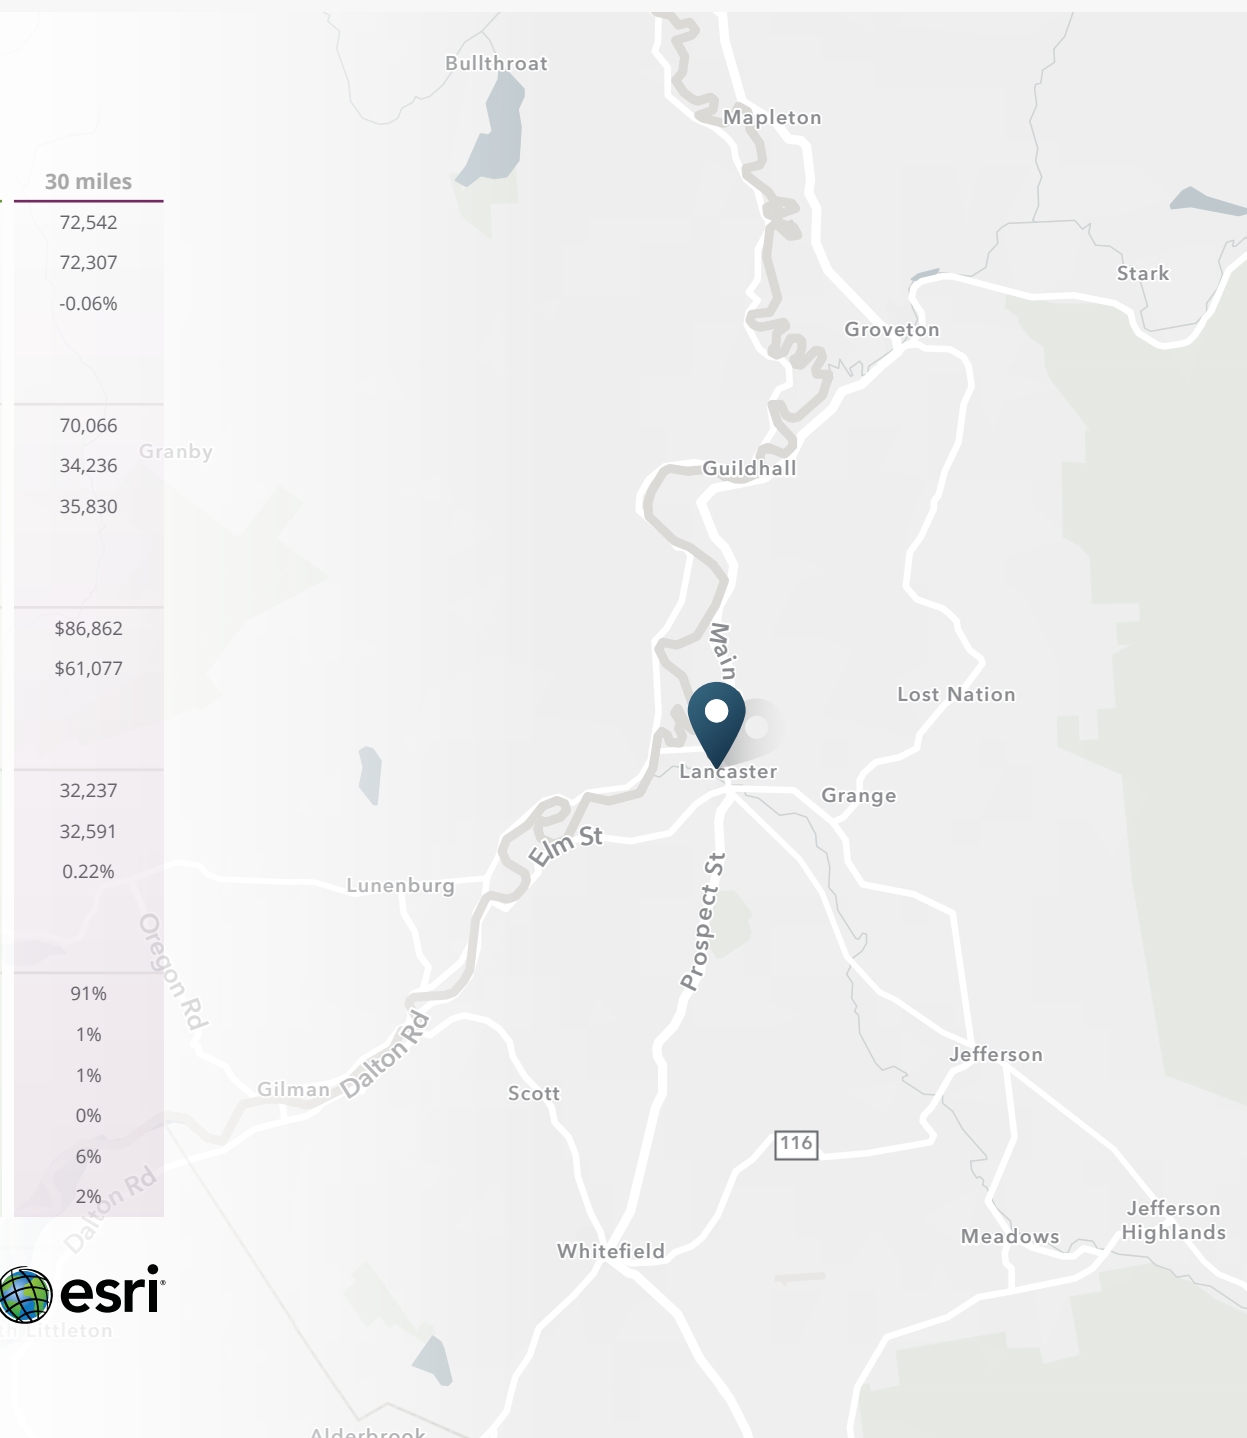 30 miles
72,542
72,307
-0.06%
70,066
34,236
35,830
$86,862
$61,077
32,237
32,591
0.22%
91%
1%
1%
0%
6%
2%
esri
Bullthroat
Mapleton
Stark
Groveton
Granby
Guildhall
Main
Lost Nation
Lancaster
Grange
Elm St
Lunenburg
Prospect St
Oregon Rd
Dalton Rd
Jefferson
Gilman
Scott
116
Dalton Rd
Jefferson
Highlands
Meadows
Whitefield
Littleton
Alderbrook